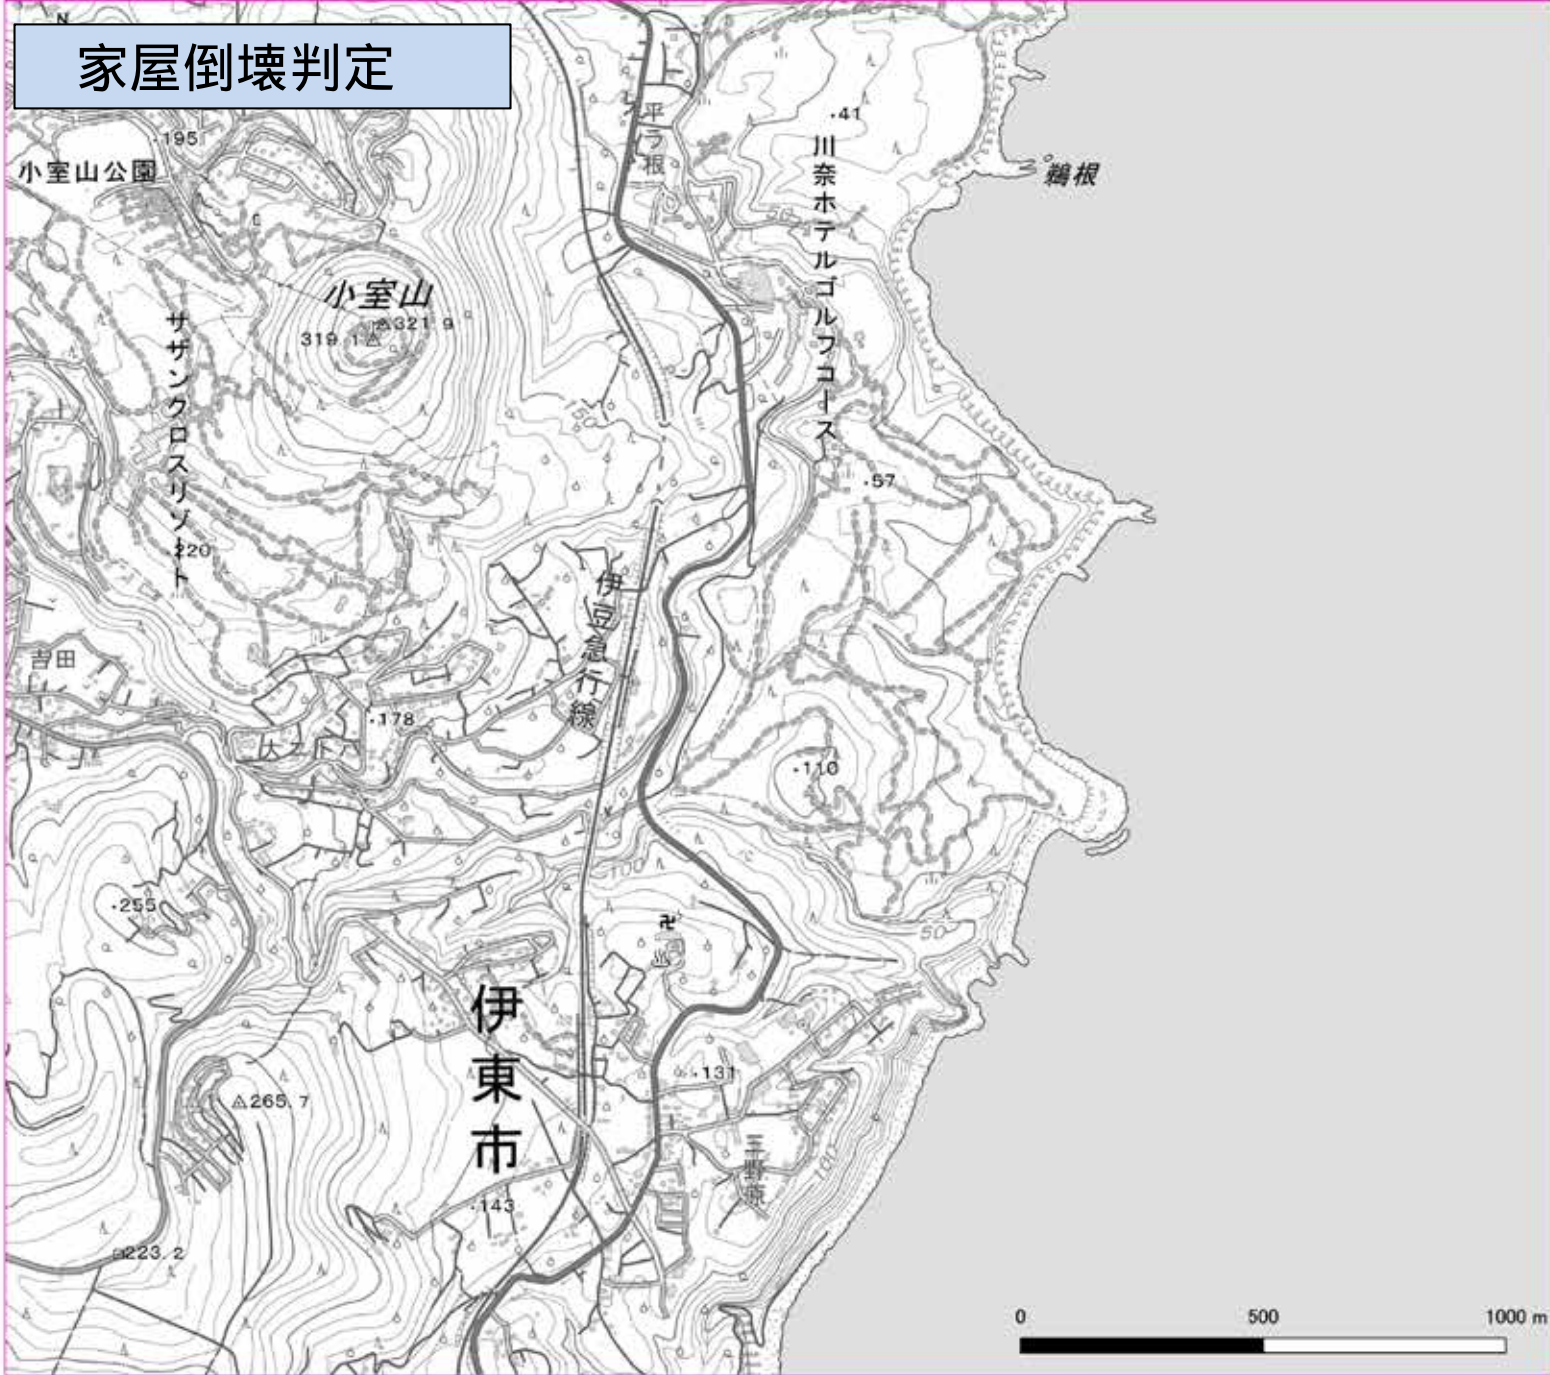 家屋倒壊判定
N
・195
小室山公園
平ラ根
・41
川奈ホテルゴルフコース
鵜根
50
小室山
321.9
319.1
サザンクロスリゾート
150
・57
・220
伊豆急行線
吉田
・178
・110
100
・255
50
伊東市
・131
265.7
三野原
100
・143
223.2
0 500 1000 m